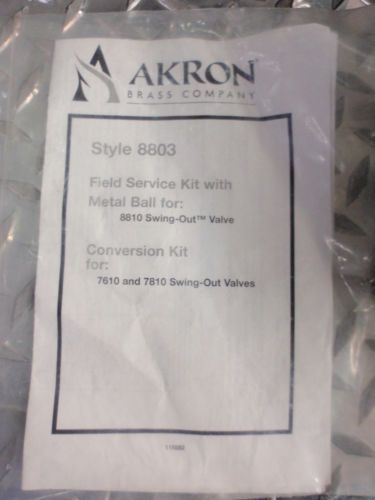 AKRON
BRASS COMPANY
Style 8803
Field Service Kit with
Metal Ball for:
8810 Swing-Out™ Valve
Conversion Kit
for:
7610 and 7810 Swing-Out Valves